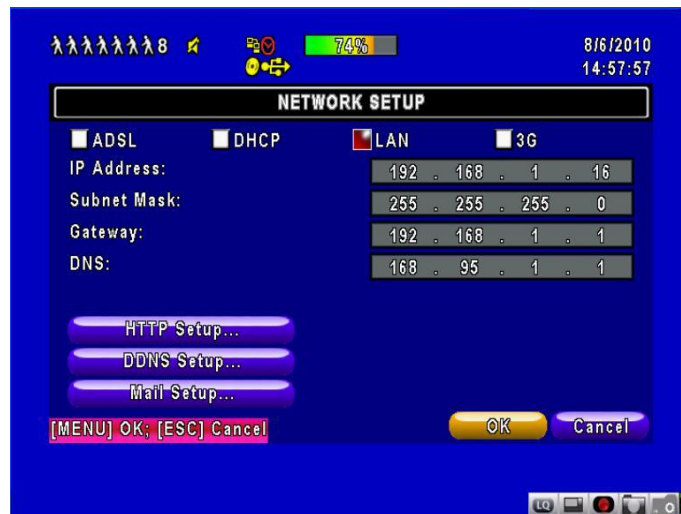 8 74% 8/6/2010
14:57:57
NETWORK SETUP
ADSL DHCP LAN 3G
IP Address: 192 . 168 . 1 . 16
Subnet Mask: 255 . 255 . 255 . 0
Gateway: 192 . 168 . 1 . 1
DNS: 168 . 95 . 1 . 1
HTTP Setup...
DDNS Setup...
Mail Setup...
[MENU] OK; [ESC] Cancel OK Cancel
LQ